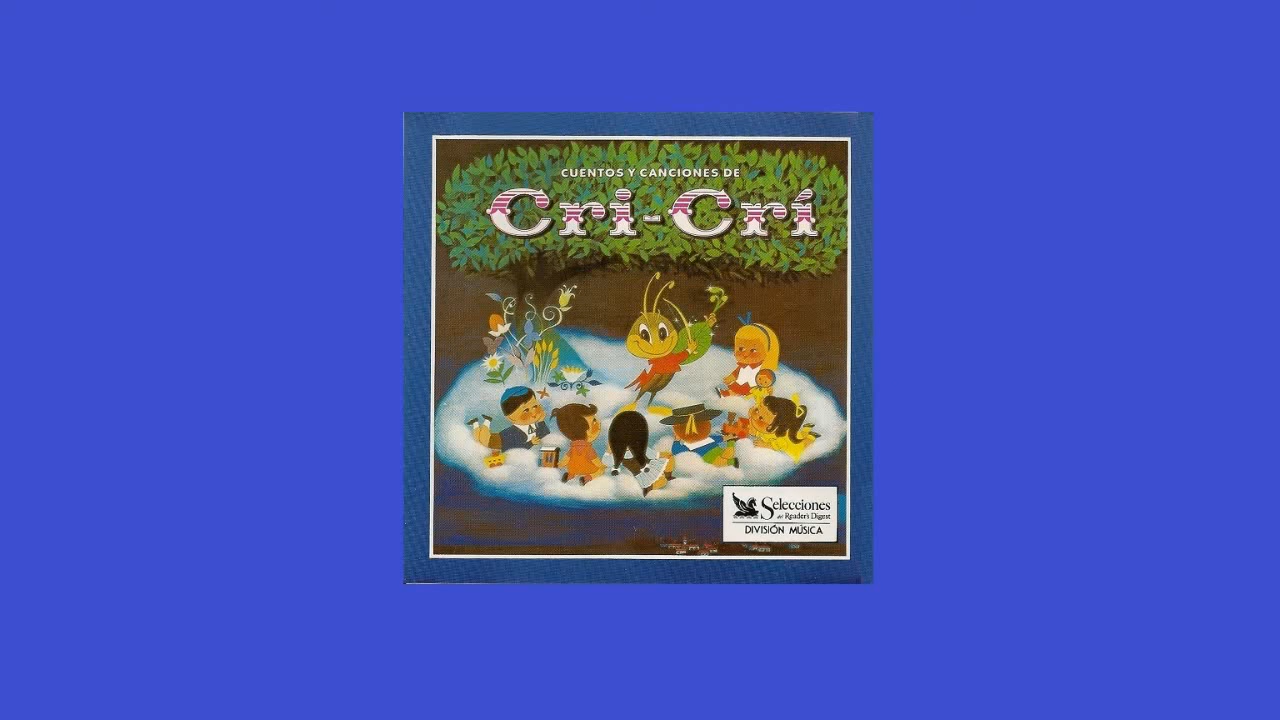 CUENTOS Y CANCIONES DE
Cri-Crí
Selecciones
del Reader's Digest
DIVISIÓN MÚSICA